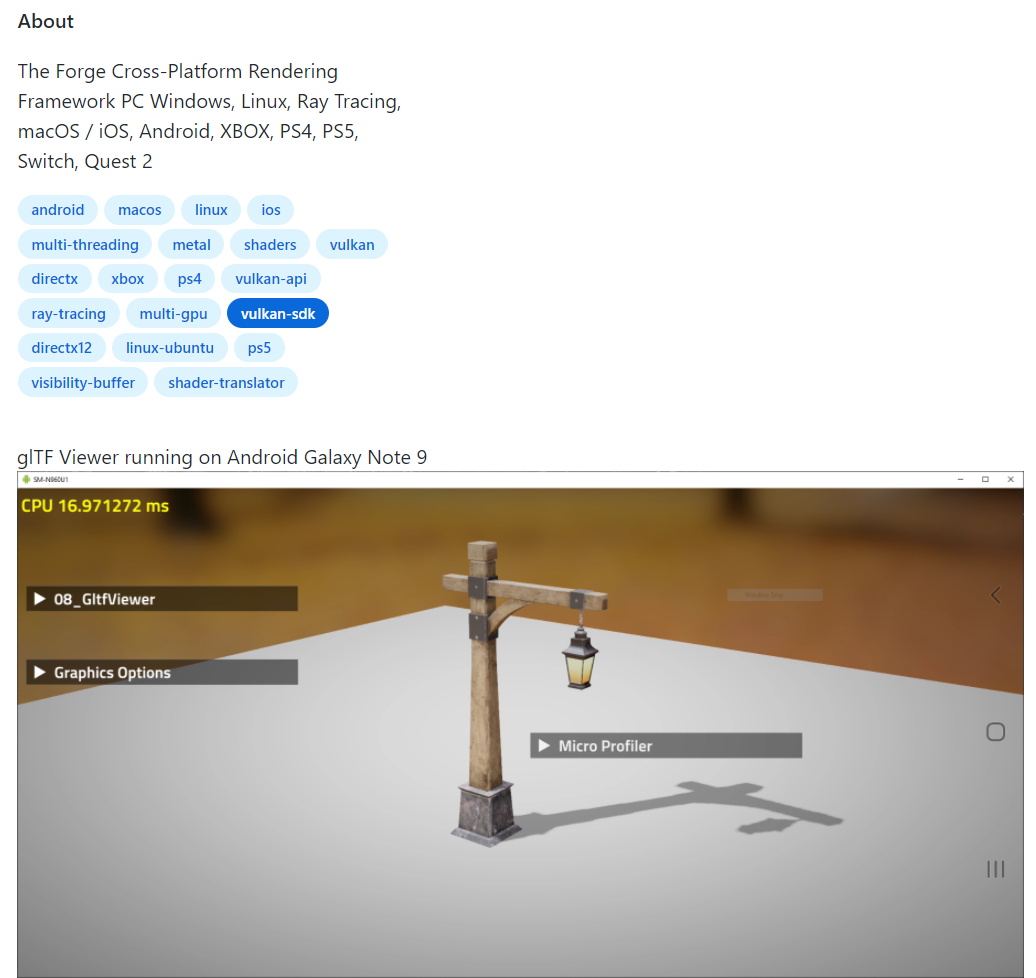 About
The Forge Cross-Platform Rendering
Framework PC Windows, Linux, Ray Tracing,
macOS / iOS, Android, XBOX, PS4, PS5,
Switch, Quest 2
android macos linux ios
multi-threading metal shaders vulkan
directx xbox ps4 vulkan-api
ray-tracing multi-gpu vulkan-sdk
directx12 linux-ubuntu ps5
visibility-buffer shader-translator
glTF Viewer running on Android Galaxy Note 9
SM-N960U1
CPU 16.971272 ms
08_GltfViewer
Graphics Options
Micro Profiler